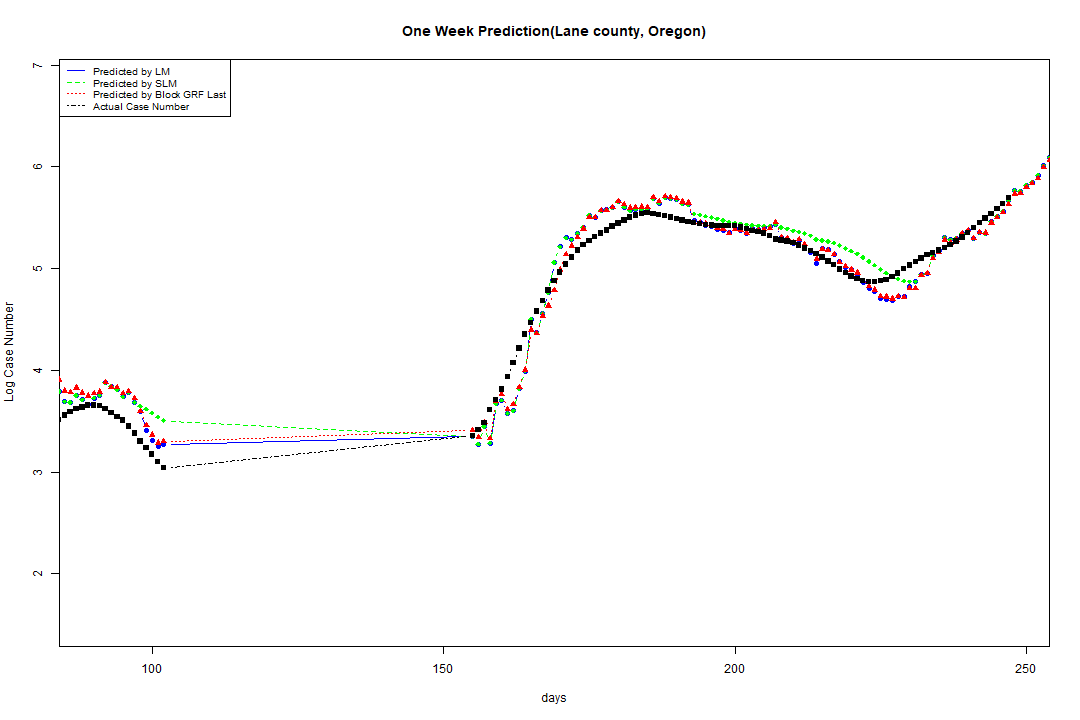 One Week Prediction(Lane county, Oregon)
Predicted by LM
Predicted by SLM
Predicted by Block GRF Last
Actual Case Number
7
6
5
4
3
2
Log Case Number
100 150 200 250
days